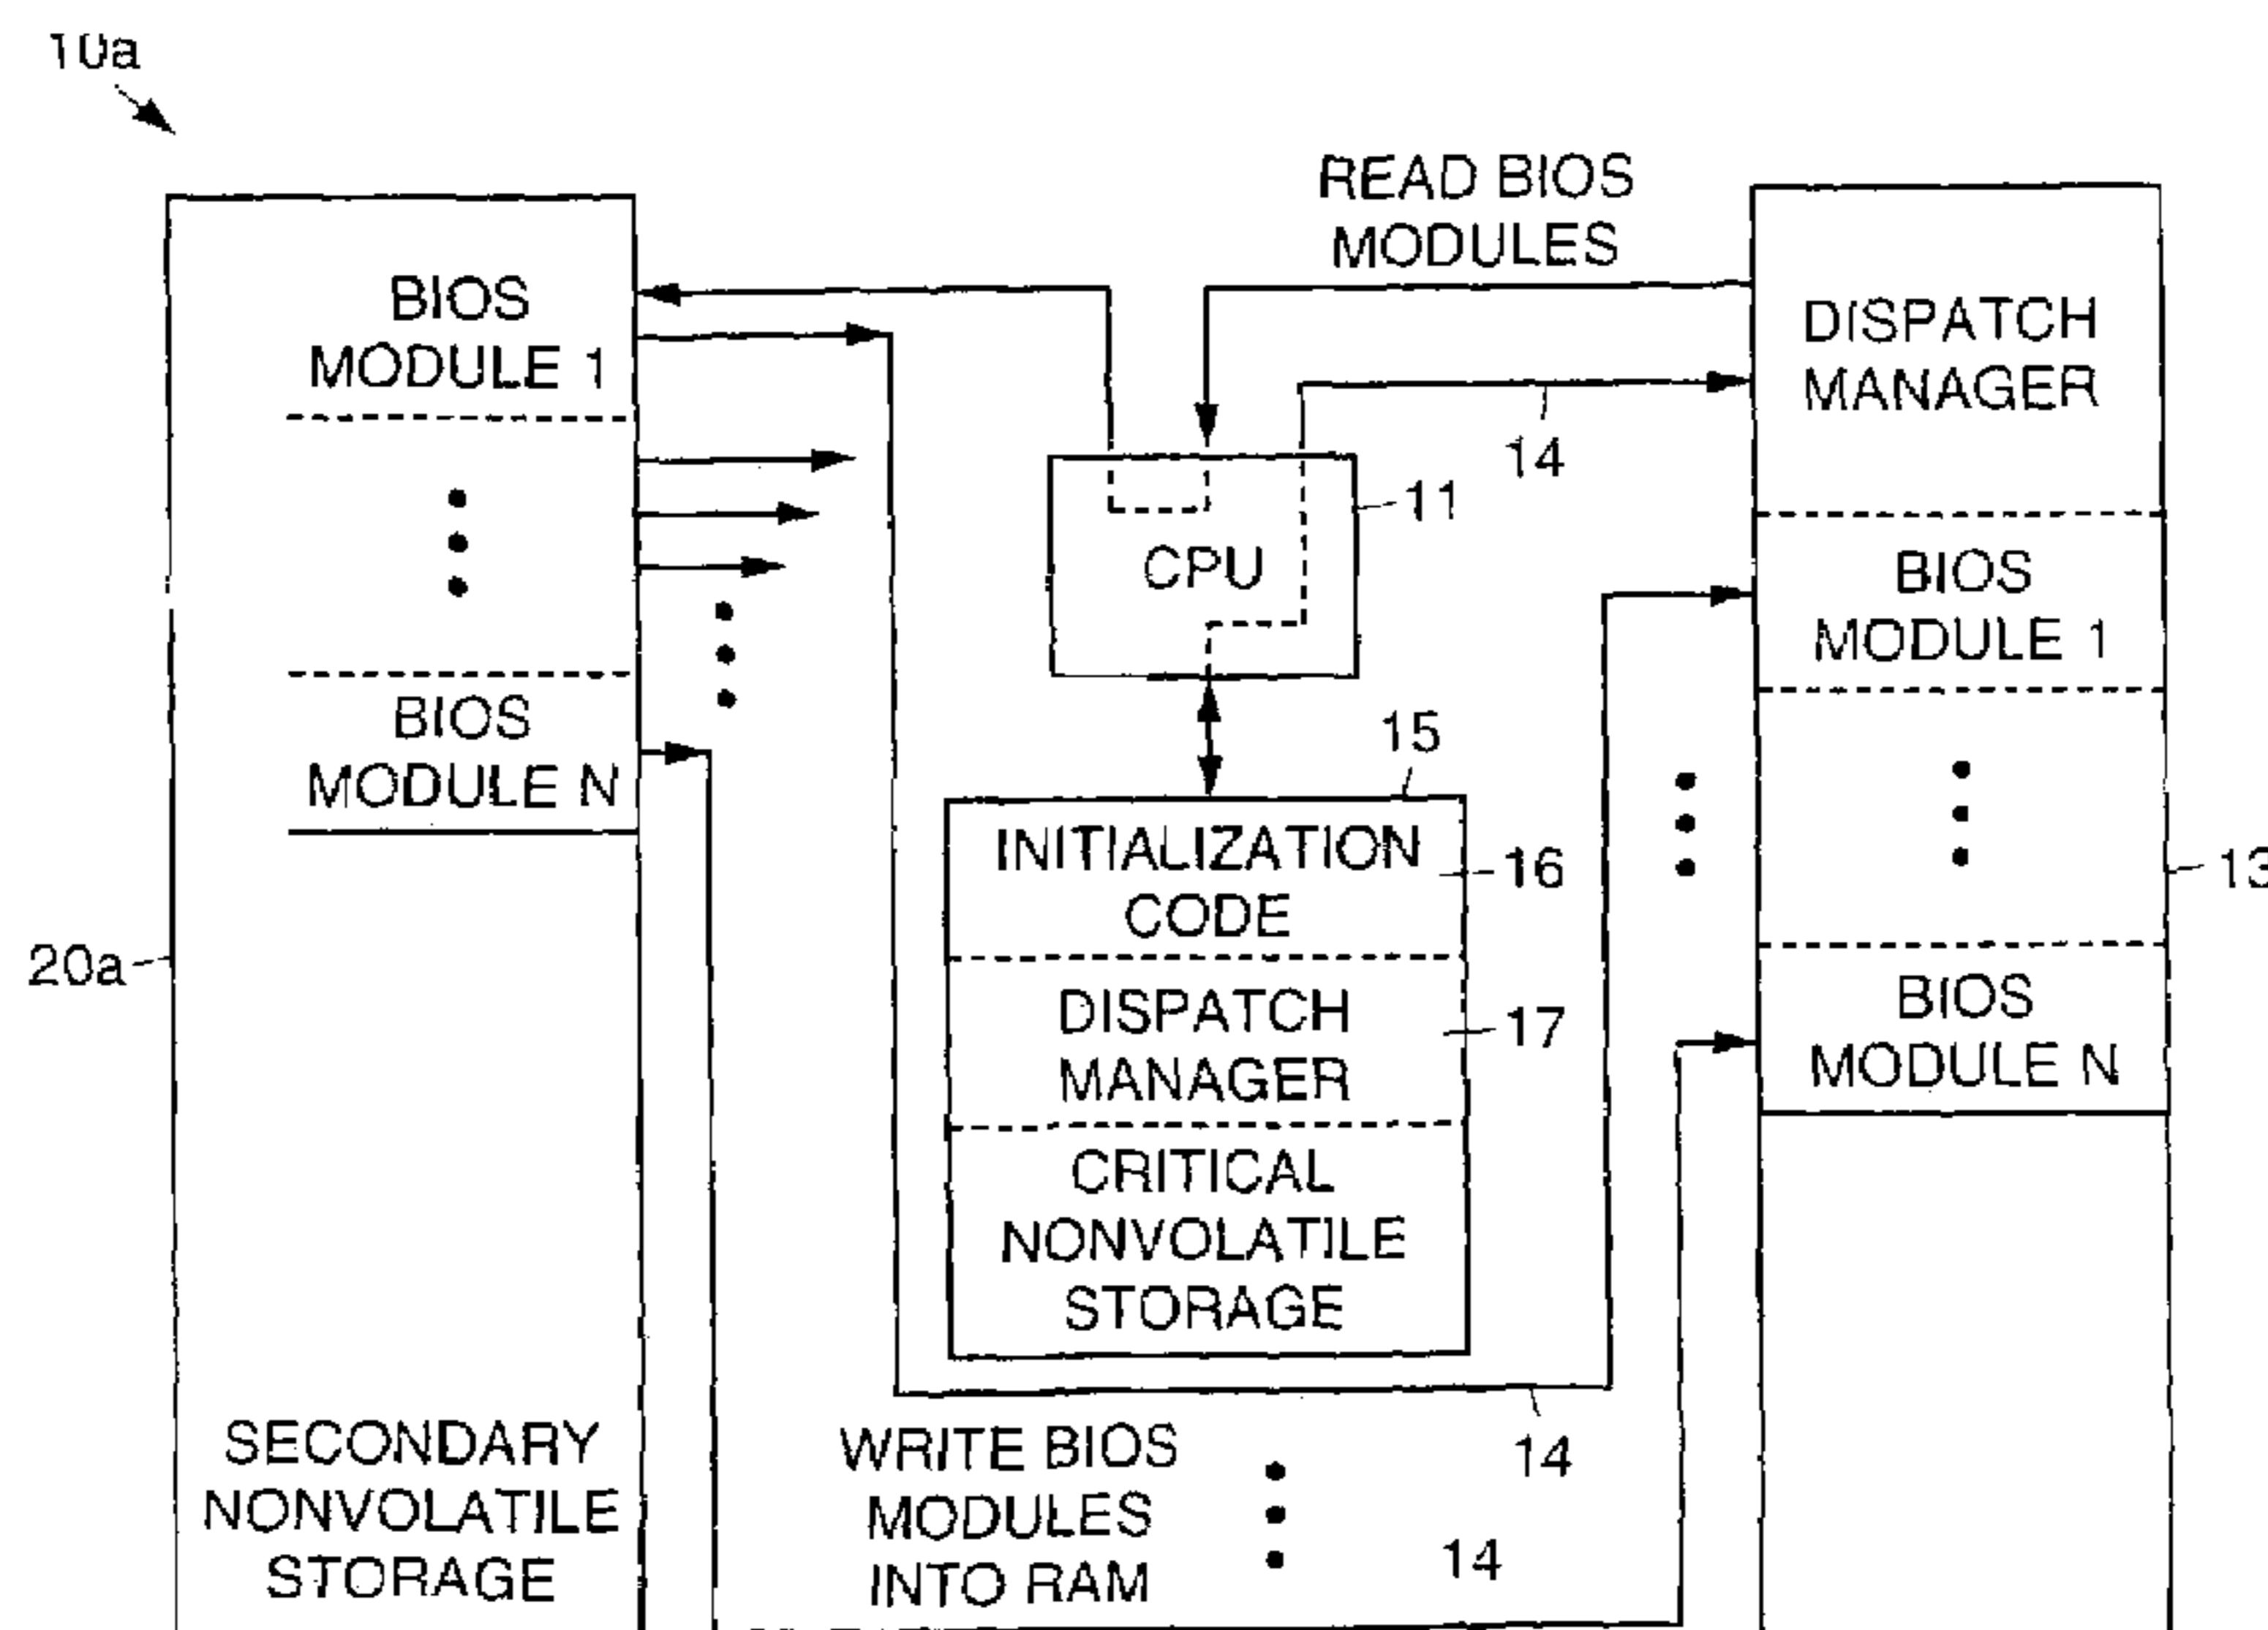 10a
READ BIOS
MODULES
BIOS
MODULE 1
DISPATCH
MANAGER
14
11
CPU
BIOS
MODULE 1
BIOS
MODULE N
15
INITIALIZATION
CODE
16
13
20a
DISPATCH
MANAGER
17
BIOS
MODULE N
CRITICAL
NONVOLATILE
STORAGE
SECONDARY
NONVOLATILE
STORAGE
WRITE BIOS
MODULES
INTO RAM
14
14